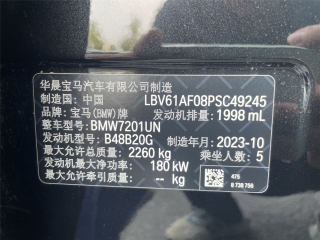 华晨宝马汽车有限公司制造
制造国：中国 LBV61AF08PSC49245
品牌：宝马(BMW)牌 发动机排量：1998 mL
整车型号：BMW7201UN
发动机型号：B48B20G 制造年月：2023-10
最大允许总质量：2260 kg 乘坐人数：5
发动机最大净功率：180 kW
最大允许牵引质量：-- kg
475
8 738 756